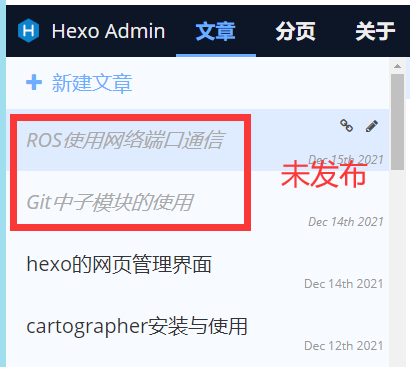 H Hexo Admin 文章 分页 关于
+ 新建文章
ROS使用网络端口通信
Dec 15th 2021
未发布
Git中子模块的使用
Dec 14th 2021
hexo的网页管理界面
Dec 14th 2021
cartographer安装与使用
Dec 12th 2021